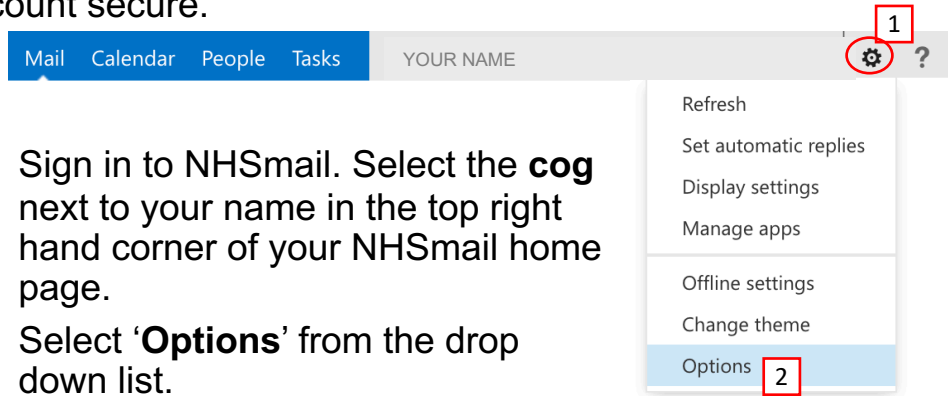 count secure.
1
Mail Calendar People Tasks YOUR NAME ?
Refresh
Set automatic replies
Display settings
Manage apps
Offline settings
Change theme
Options 2
Sign in to NHSmail. Select the cog
next to your name in the top right
hand corner of your NHSmail home
page.
Select ‘Options’ from the drop
down list.